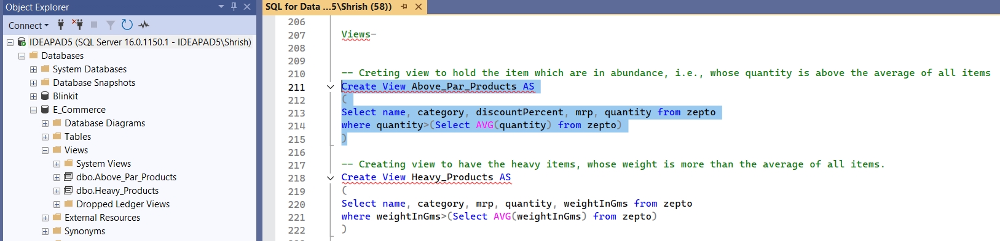 Object Explorer
Connect
IDEAPAD5 (SQL Server 16.0.1150.1 - IDEAPAD5\Shrish)
Databases
System Databases
Database Snapshots
Blinkit
E_Commerce
Database Diagrams
Tables
Views
System Views
dbo.Above_Par_Products
dbo.Heavy_Products
Dropped Ledger Views
External Resources
Synonyms
SQL for Data ...5\Shrish (58))
206
207 Views-
208
209
210 -- Creting view to hold the item which are in abundance, i.e., whose quantity is above the average of all items
211 Create View Above_Par_Products AS
212 (
213 Select name, category, discountPercent, mrp, quantity from zepto
214 where quantity>(Select AVG(quantity) from zepto)
215 )
216
217 -- Creating view to have the heavy items, whose weight is more than the average of all items.
218 Create View Heavy_Products AS
219 (
220 Select name, category, mrp, quantity, weightInGms from zepto
221 where weightInGms>(Select AVG(weightInGms) from zepto)
222 )